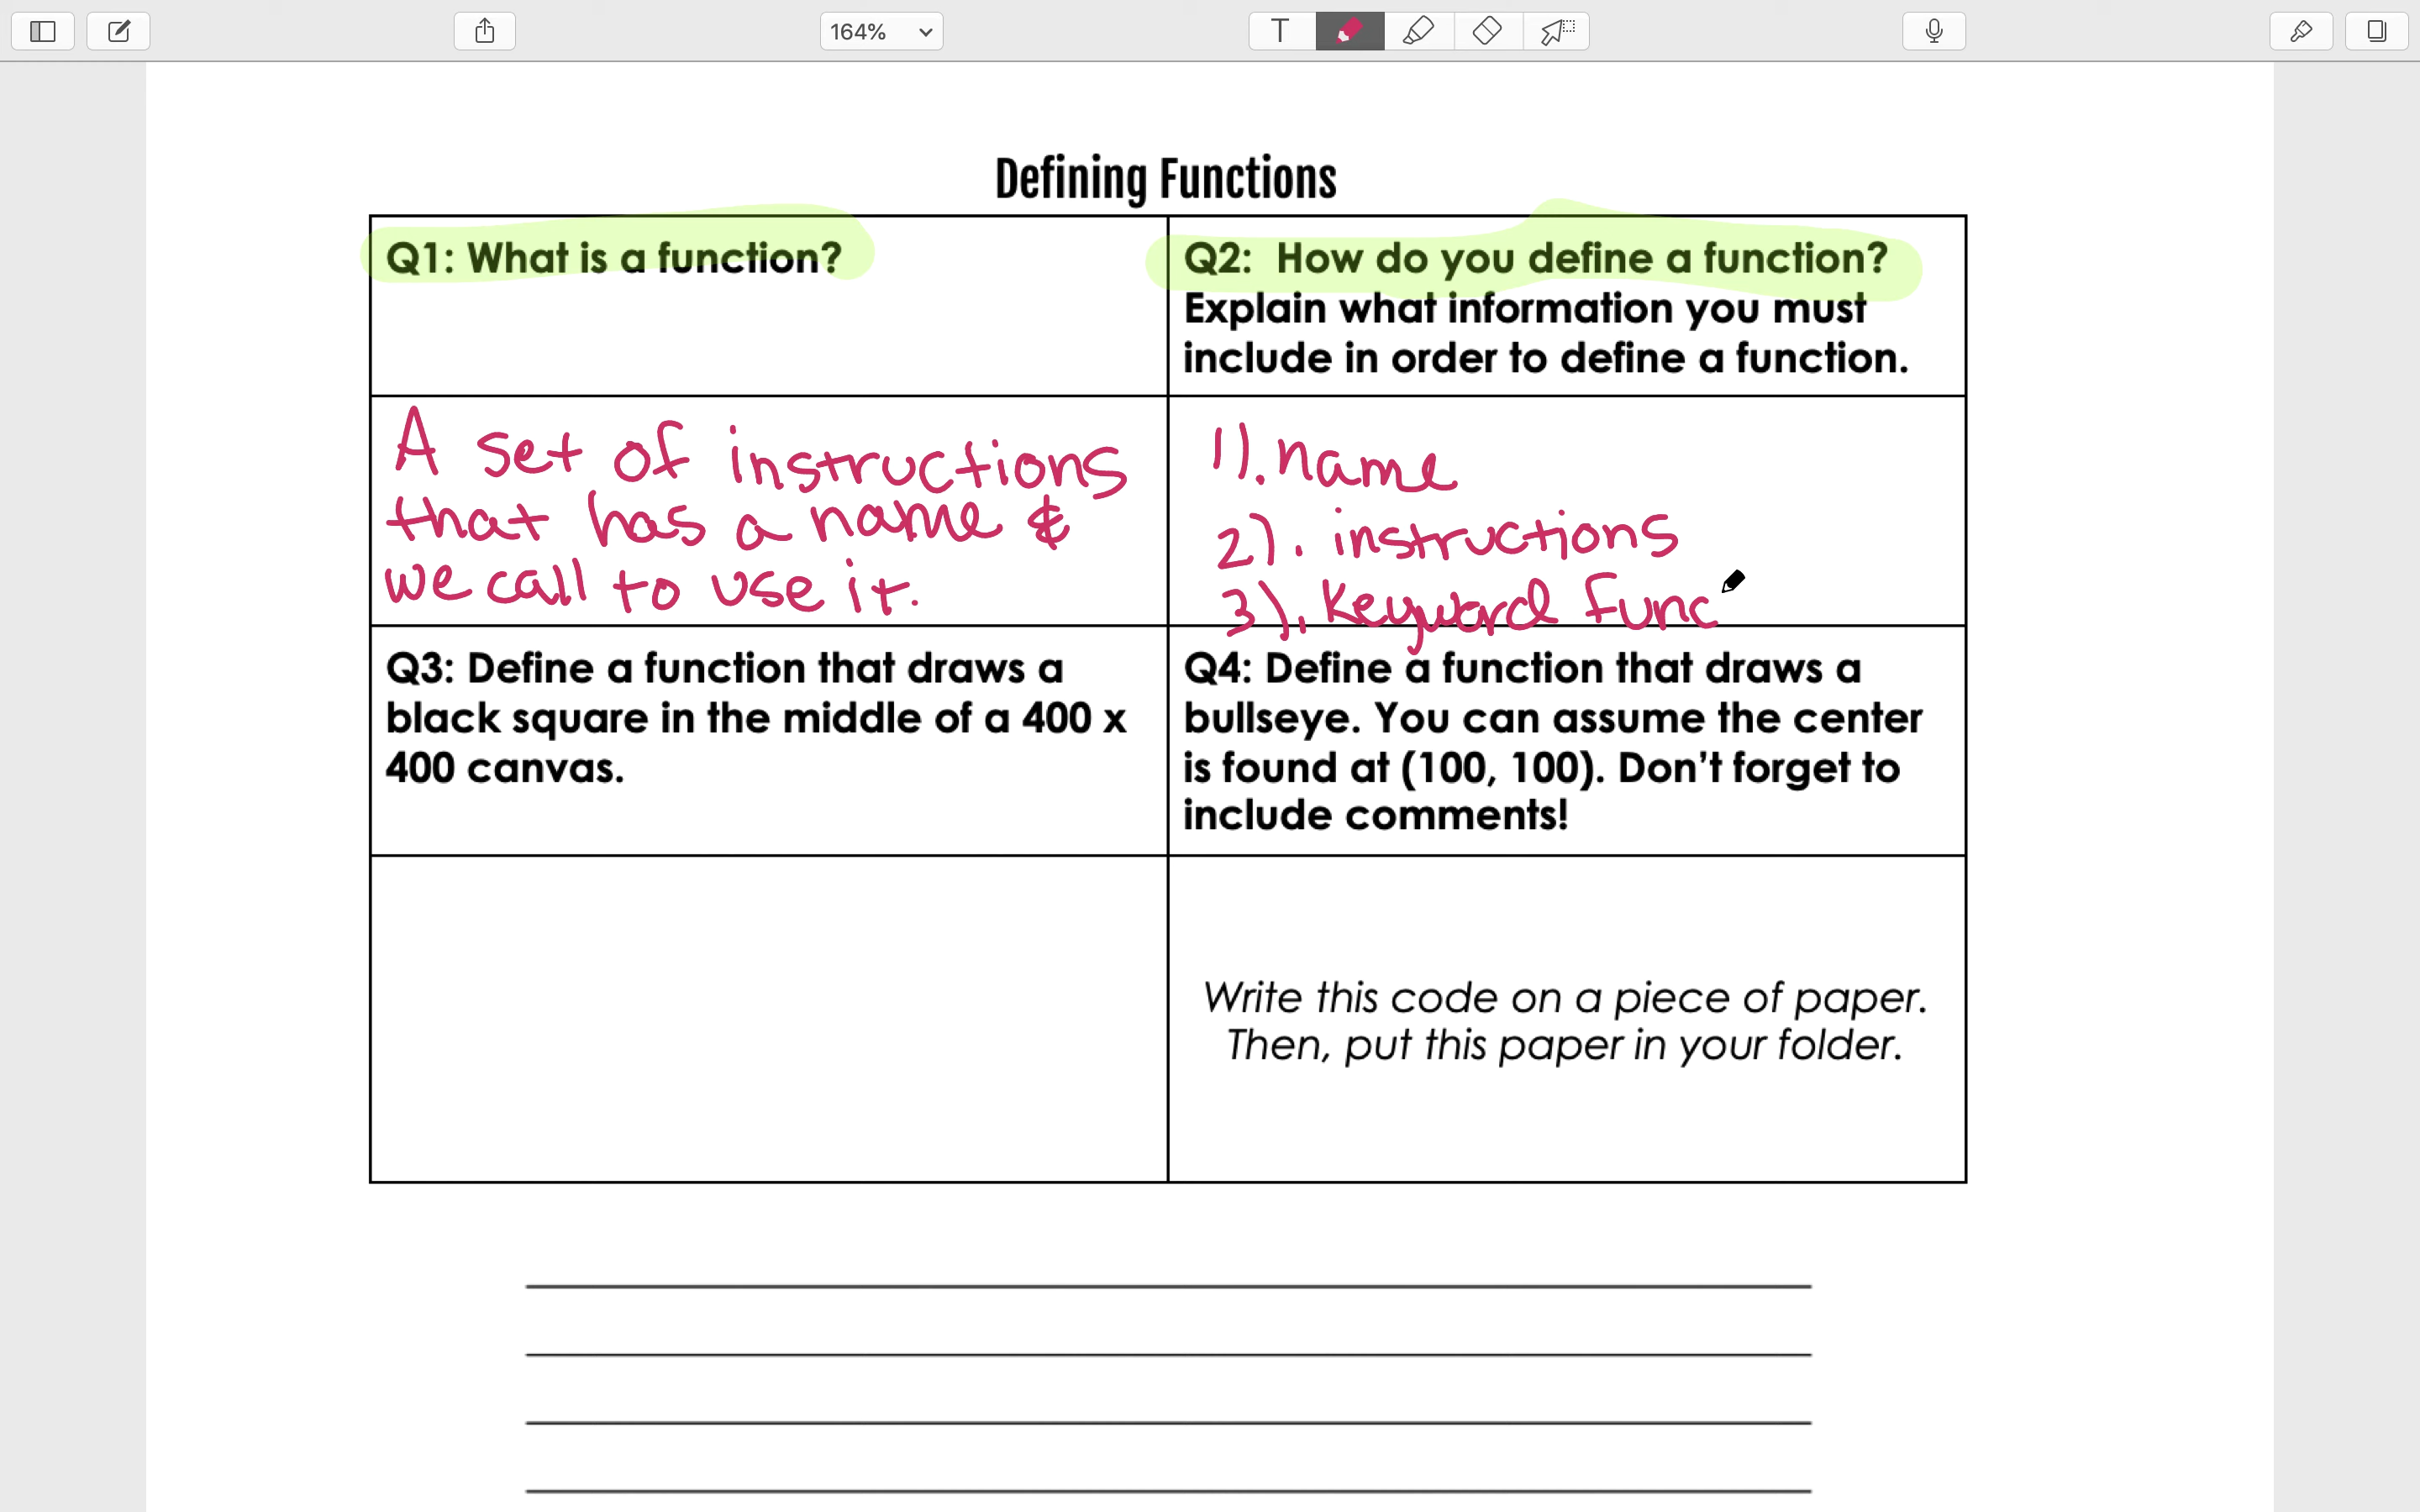 164%
T
Defining Functions
Q1: What is a function?
Q2: How do you define a function?
Explain what information you must
include in order to define a function.
A set of instructions
that has a name &
we call to use it.
1). name
2). instructions
3). Keyword func
Q3: Define a function that draws a
black square in the middle of a 400 x
400 canvas.
Q4: Define a function that draws a
bullseye. You can assume the center
is found at (100, 100). Don't forget to
include comments!
Write this code on a piece of paper.
Then, put this paper in your folder.